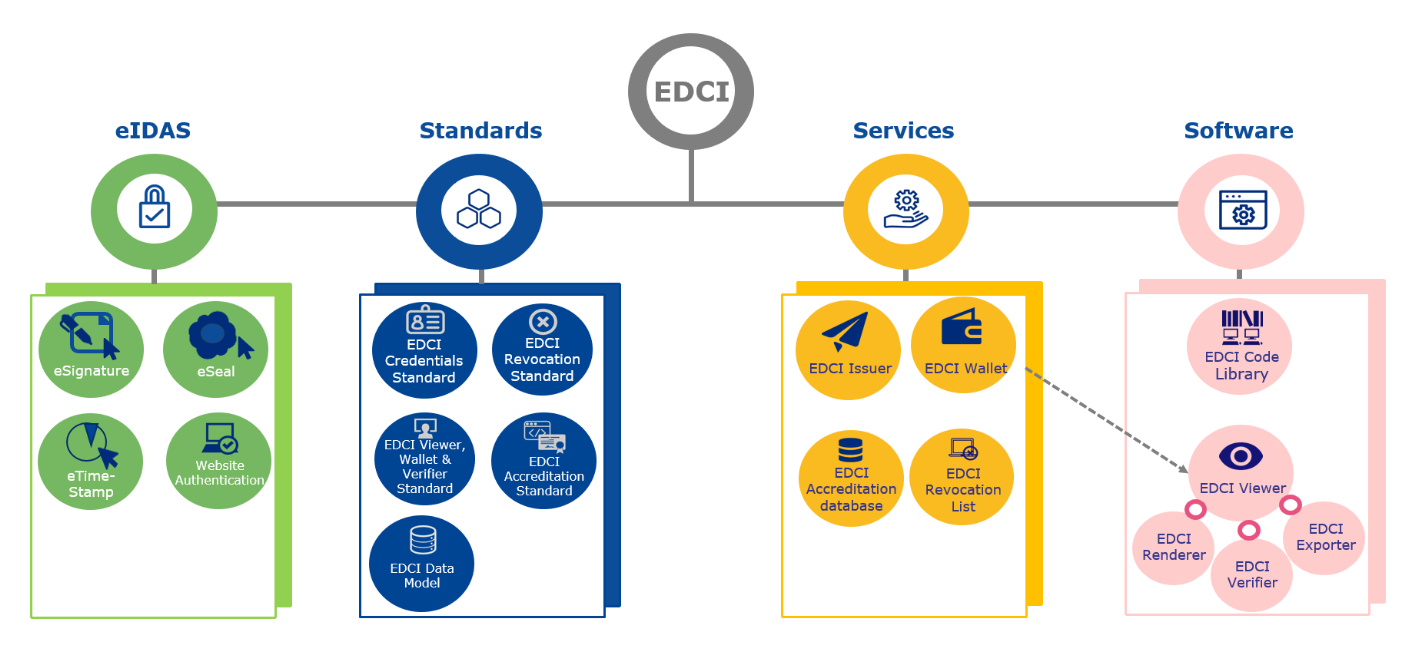 EDCI
eIDAS
Standards
Services
Software
eSignature
eSeal
eTime-
Stamp
Website
Authentication
EDCI
Credentials
Standard
EDCI
Revocation
Standard
EDCI Viewer,
Wallet &
Verifier
Standard
EDCI
Accreditation
Standard
EDCI Data
Model
EDCI Issuer
EDCI Wallet
EDCI
Accreditation
database
EDCI
Revocation
List
EDCI Code
Library
EDCI Viewer
EDCI
Renderer
EDCI
Verifier
EDCI
Exporter